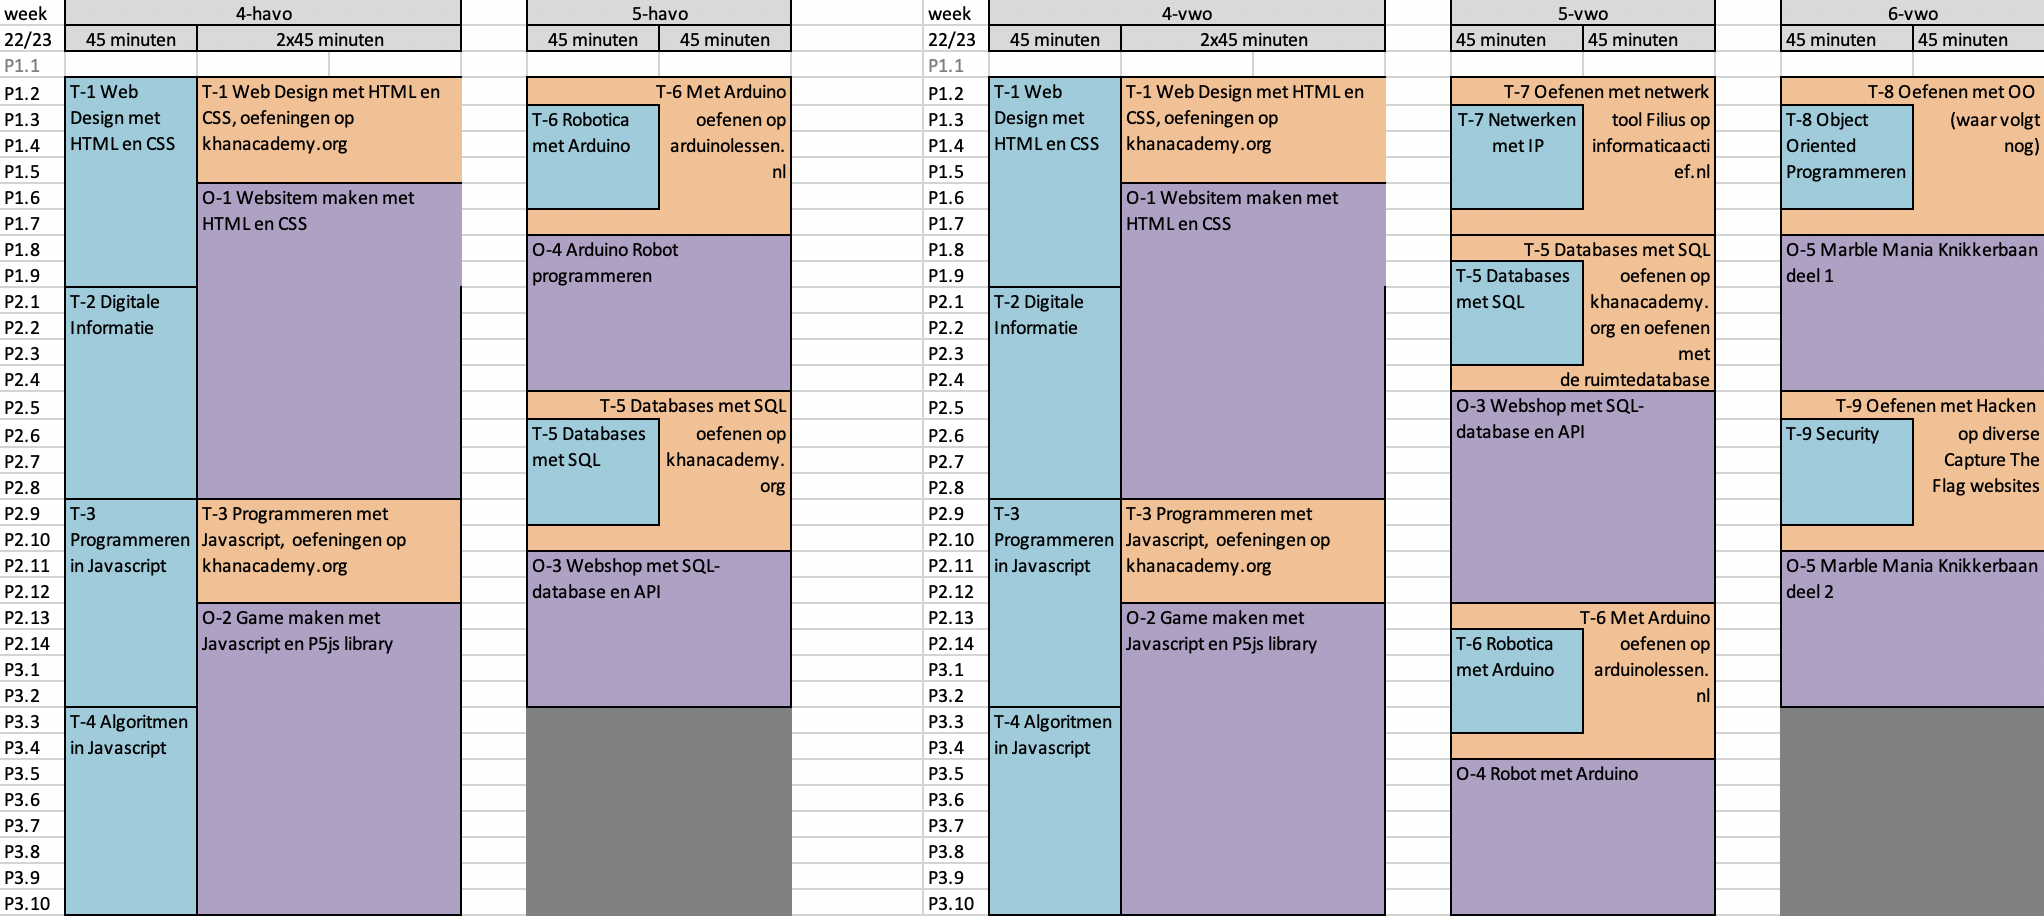 week 4-havo 5-havo week 4-vwo 5-vwo 6-vwo
22/23 45 minuten 2x45 minuten 45 minuten 45 minuten 22/23 45 minuten 2x45 minuten 45 minuten 45 minuten 45 minuten 45 minuten
P1.1
P1.2
P1.3
P1.4
P1.5
P1.6
P1.7
P1.8
P1.9
P2.1
P2.2
P2.3
P2.4
P2.5
P2.6
P2.7
P2.8
P2.9
P2.10
P2.11
P2.12
P2.13
P2.14
P3.1
P3.2
P3.3
P3.4
P3.5
P3.6
P3.7
P3.8
P3.9
P3.10
T-1 Web
Design met
HTML en CSS
T-2 Digitale
Informatie
T-3
Programmeren
in Javascript
T-4 Algoritmen
in Javascript
T-1 Web Design met HTML en
CSS, oefeningen op
khanacademy.org
O-1 Websitem maken met
HTML en CSS
T-3 Programmeren met
Javascript, oefeningen op
khanacademy.org
O-2 Game maken met
Javascript en P5js library
T-6 Met Arduino
oefenen op
arduinolessen.
nl
T-6 Robotica
met Arduino
O-4 Arduino Robot
programmeren
T-5 Databases met SQL
oefenen op
khanacademy.
org
T-5 Databases
met SQL
O-3 Webshop met SQL-
database en API
P1.1
P1.2
P1.3
P1.4
P1.5
P1.6
P1.7
P1.8
P1.9
P2.1
P2.2
P2.3
P2.4
P2.5
P2.6
P2.7
P2.8
P2.9
P2.10
P2.11
P2.12
P2.13
P2.14
P3.1
P3.2
P3.3
P3.4
P3.5
P3.6
P3.7
P3.8
P3.9
P3.10
T-1 Web
Design met
HTML en CSS
T-2 Digitale
Informatie
T-3
Programmeren
in Javascript
T-4 Algoritmen
in Javascript
T-1 Web Design met HTML en
CSS, oefeningen op
khanacademy.org
O-1 Websitem maken met
HTML en CSS
T-3 Programmeren met
Javascript, oefeningen op
khanacademy.org
O-2 Game maken met
Javascript en P5js library
T-7 Oefenen met netwerk
tool Filius op
informaticaacti
ef.nl
T-7 Netwerken
met IP
T-5 Databases met SQL
oefenen op
khanacademy.
org en oefenen
met
de ruimtedatabase
T-5 Databases
met SQL
O-3 Webshop met SQL-
database en API
T-6 Met Arduino
oefenen op
arduinolessen.
nl
T-6 Robotica
met Arduino
O-4 Robot met Arduino
T-8 Oefenen met OO
(waar volgt
nog)
T-8 Object
Oriented
Programmeren
O-5 Marble Mania Knikkerbaan
deel 1
T-9 Oefenen met Hacken
op diverse
Capture The
Flag websites
T-9 Security
O-5 Marble Mania Knikkerbaan
deel 2